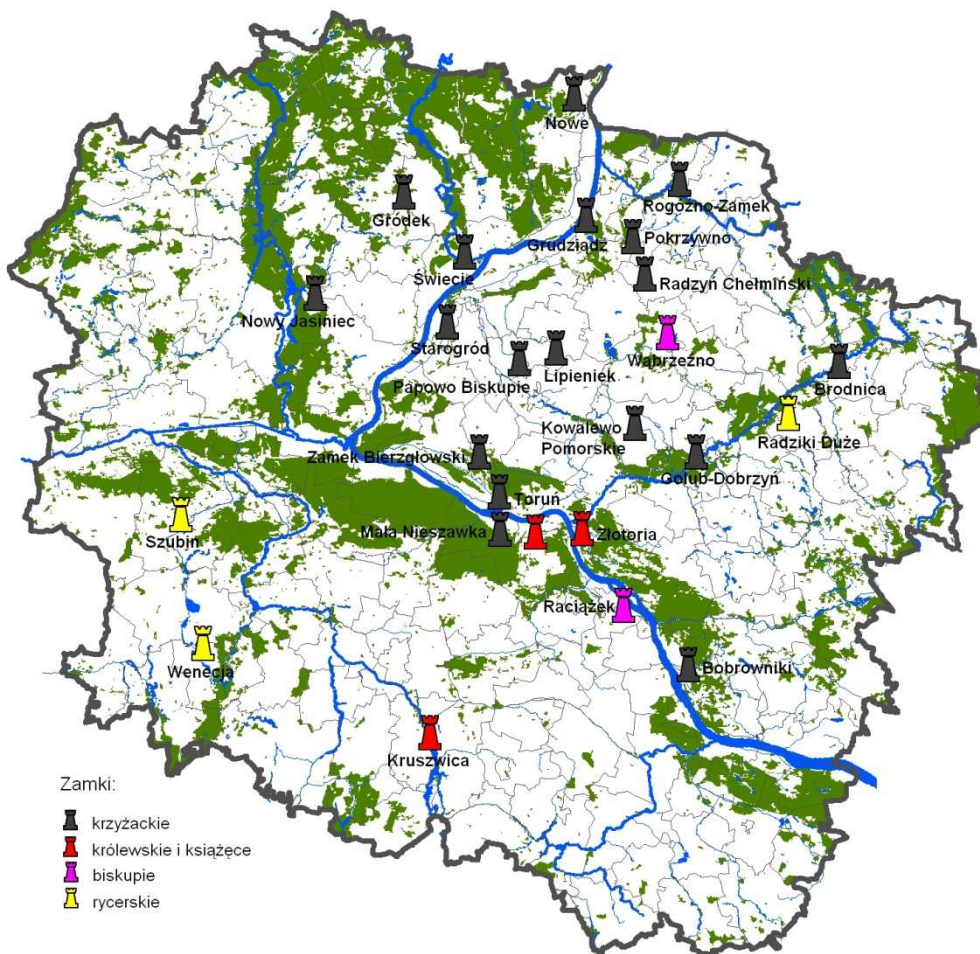 Nowe
Rogóźno-Zamek
Gródek
Grudziądz
Pokrzywno
Świecie
Radzyń Chełmiński
Nowy Jasiniec
Starogród
Wąbrzeźno
Lipieniek
Papowo Biskupie
Brodnica
Kowalewo
Pomorskie
Radziki Duże
Zamek Bierzgłowski
Golub-Dobrzyń
Toruń
Mała Nieszawka
Złotoria
Szubin
Raciążek
Wenecja
Bobrowniki
Kruszwica
Zamki:
krzyżackie
królewskie i książęce
biskupie
rycerskie